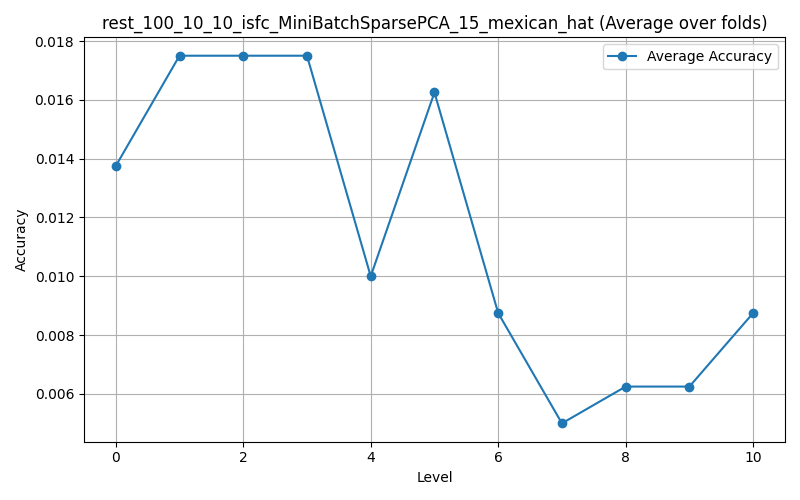 rest_100_10_10_isfc_MiniBatchSparsePCA_15_mexican_hat (Average over folds)
Average Accuracy
0.018
0.016
0.014
0.012
0.010
0.008
0.006
Accuracy
0 2 4 6 8 10
Level